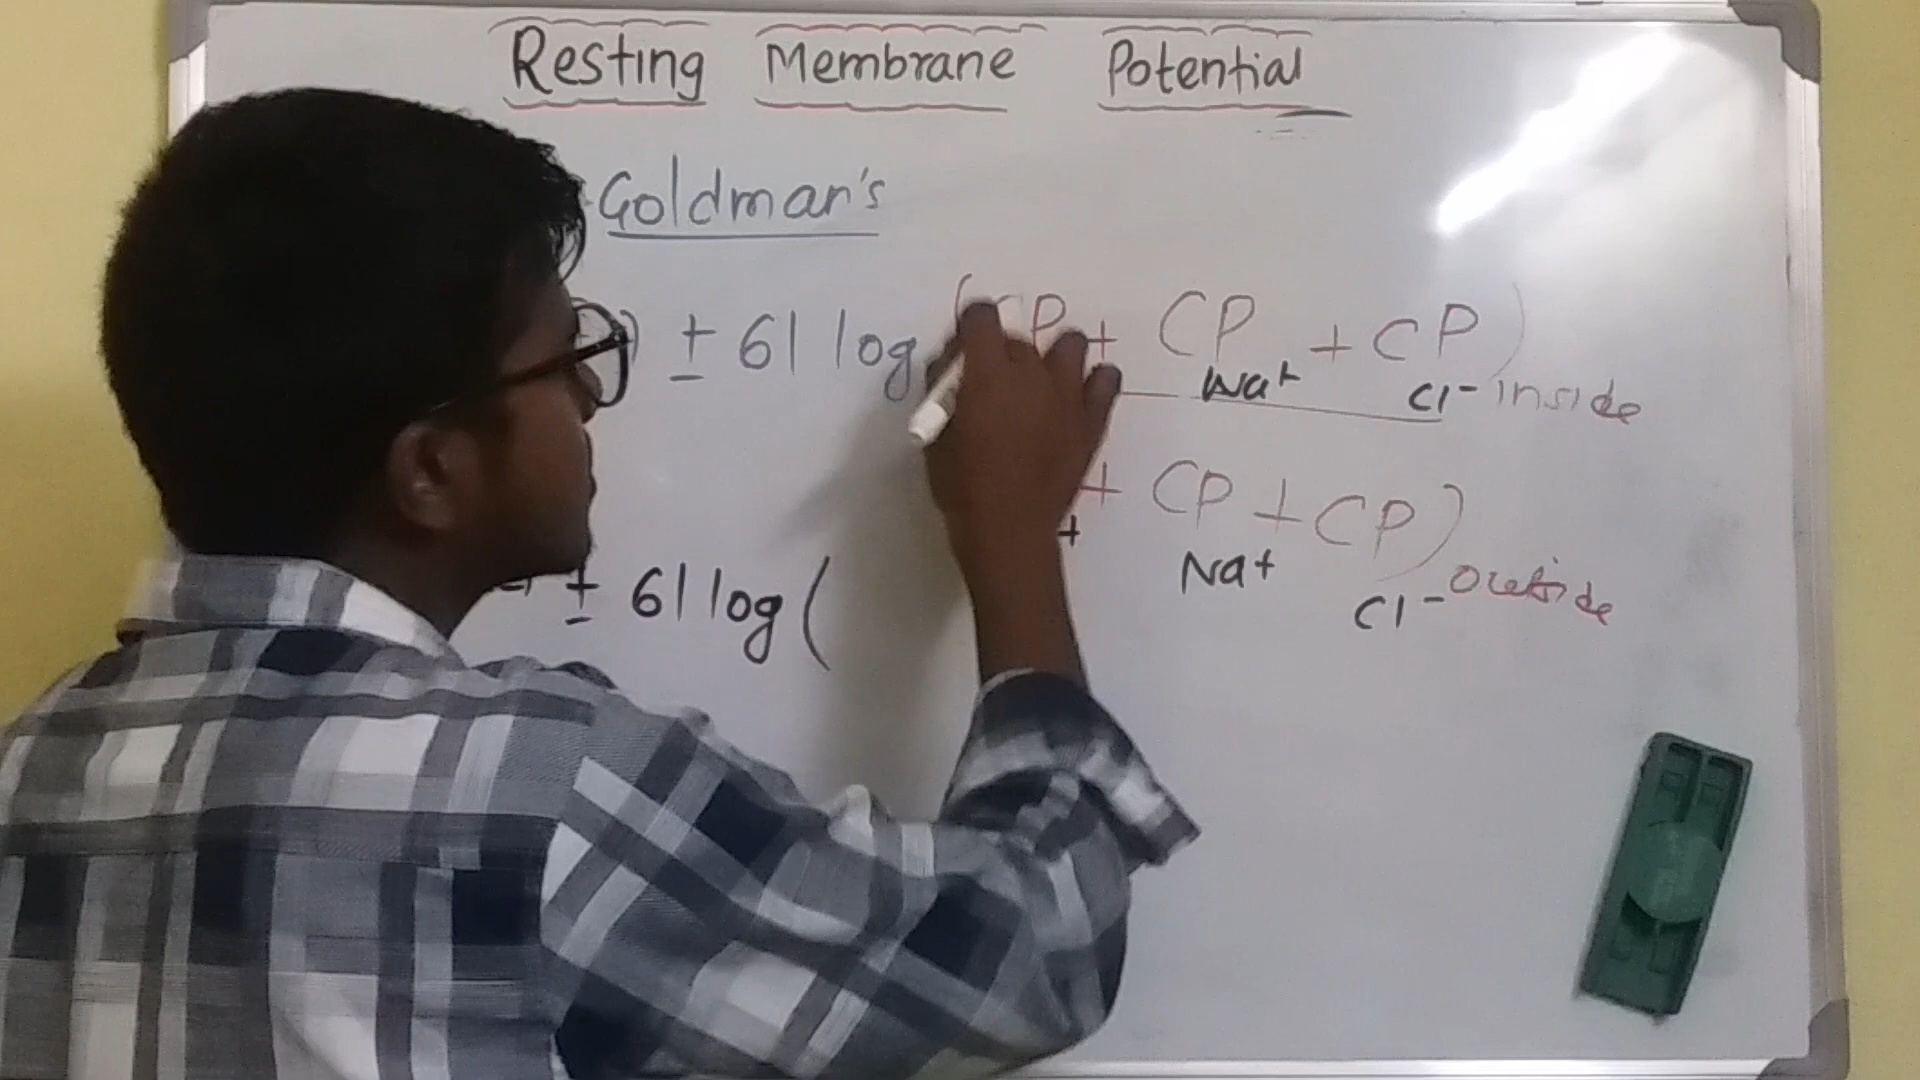 Resting Membrane Potential
Goldman's
) ± 61 log ( CP + CP Na+ + CP Cl- ) inside
+ + CP Na+ + CP Cl- ) Outside
± 61 log (